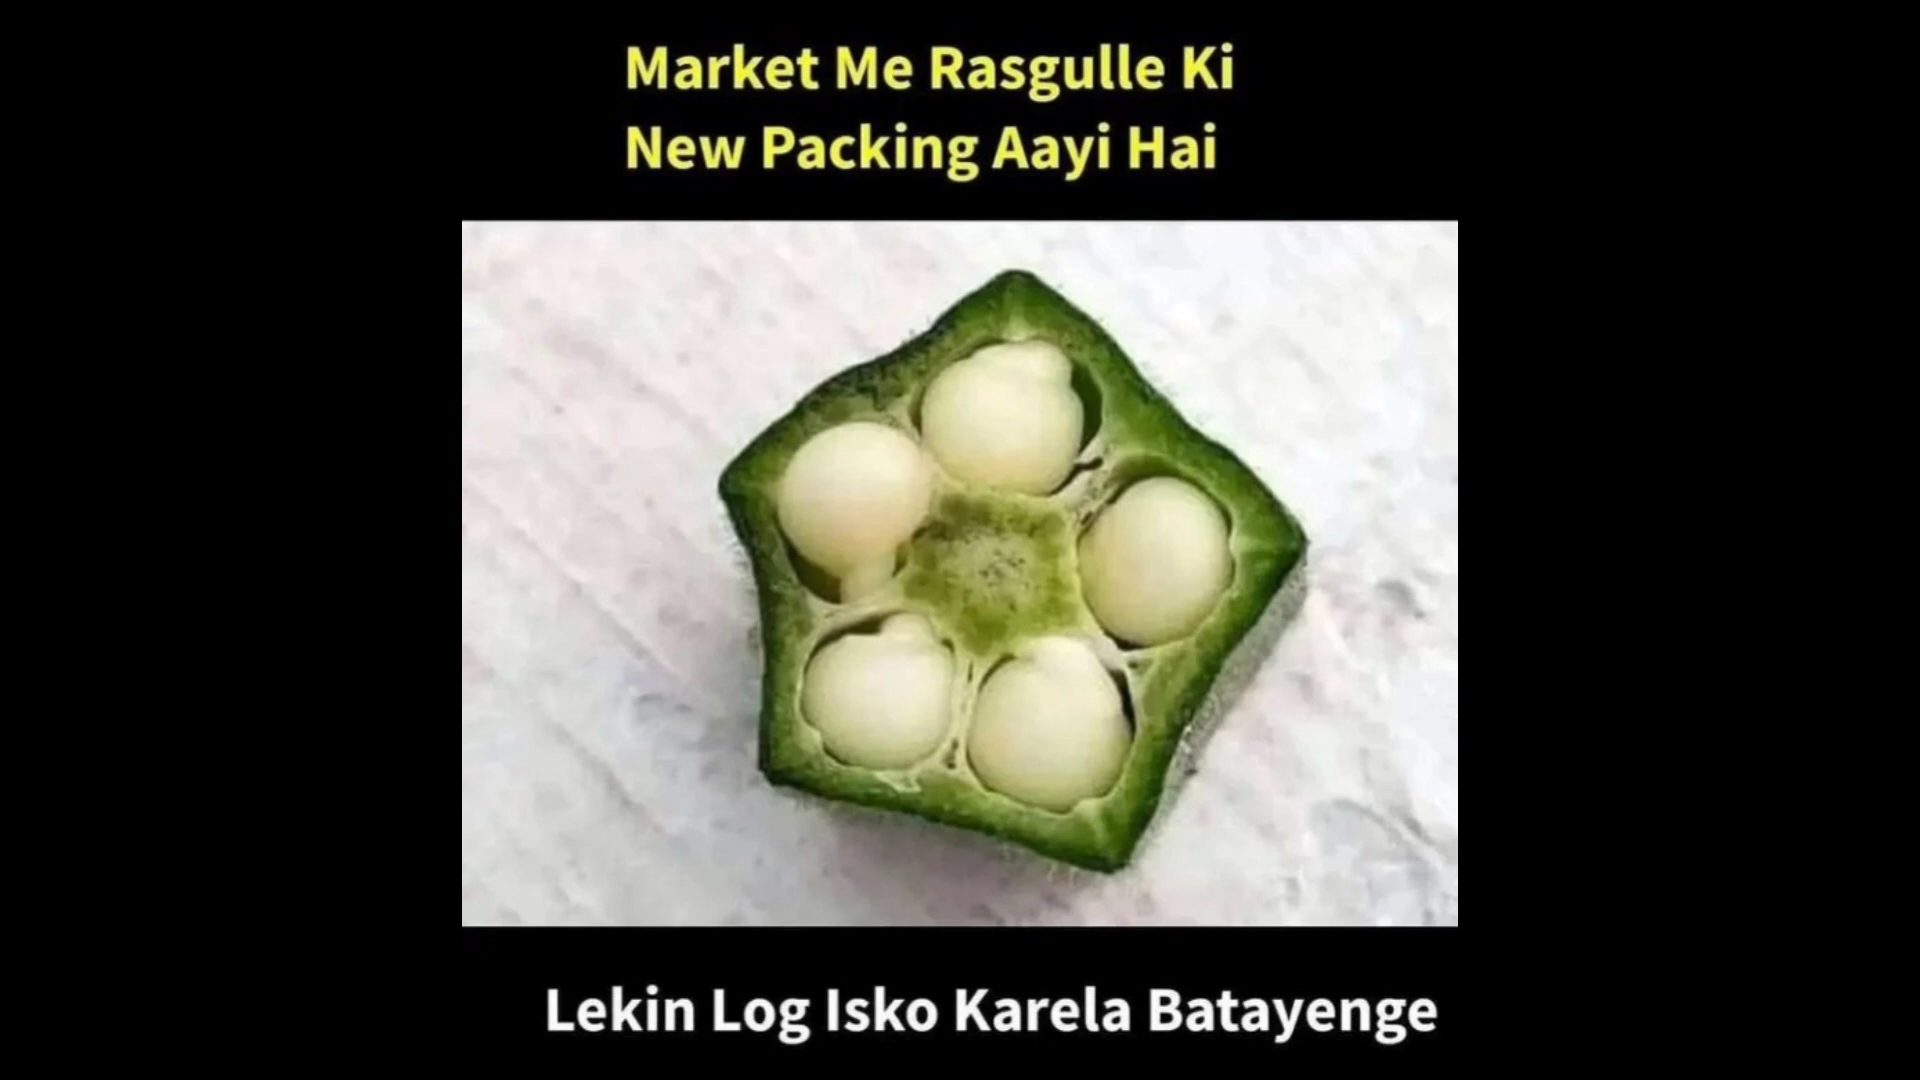 Market Me Rasgulle Ki
New Packing Aayi Hai
Lekin Log Isko Karela Batayenge